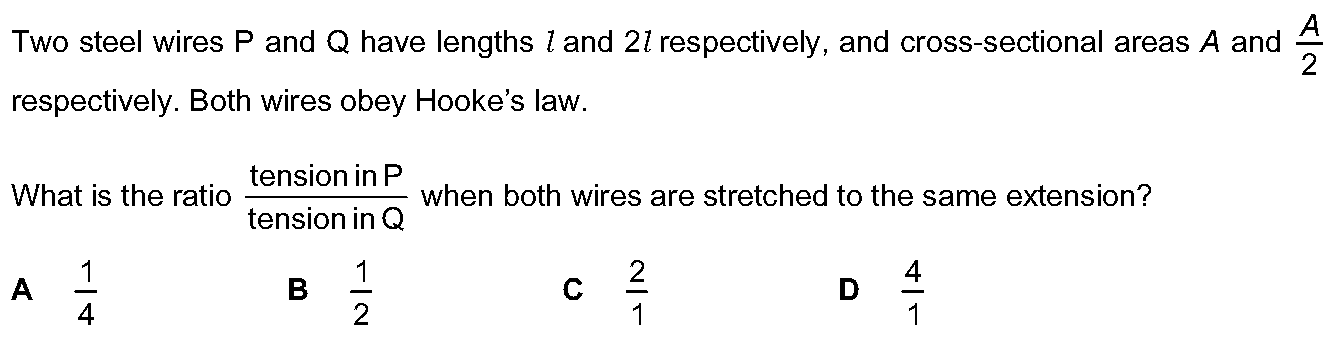 Two steel wires P and Q have lengths l and 2l respectively, and cross-sectional areas A and A/2
respectively. Both wires obey Hooke's law.
What is the ratio tension in P/tension in Q when both wires are stretched to the same extension?
A 1/4 B 1/2 C 2/1 D 4/1